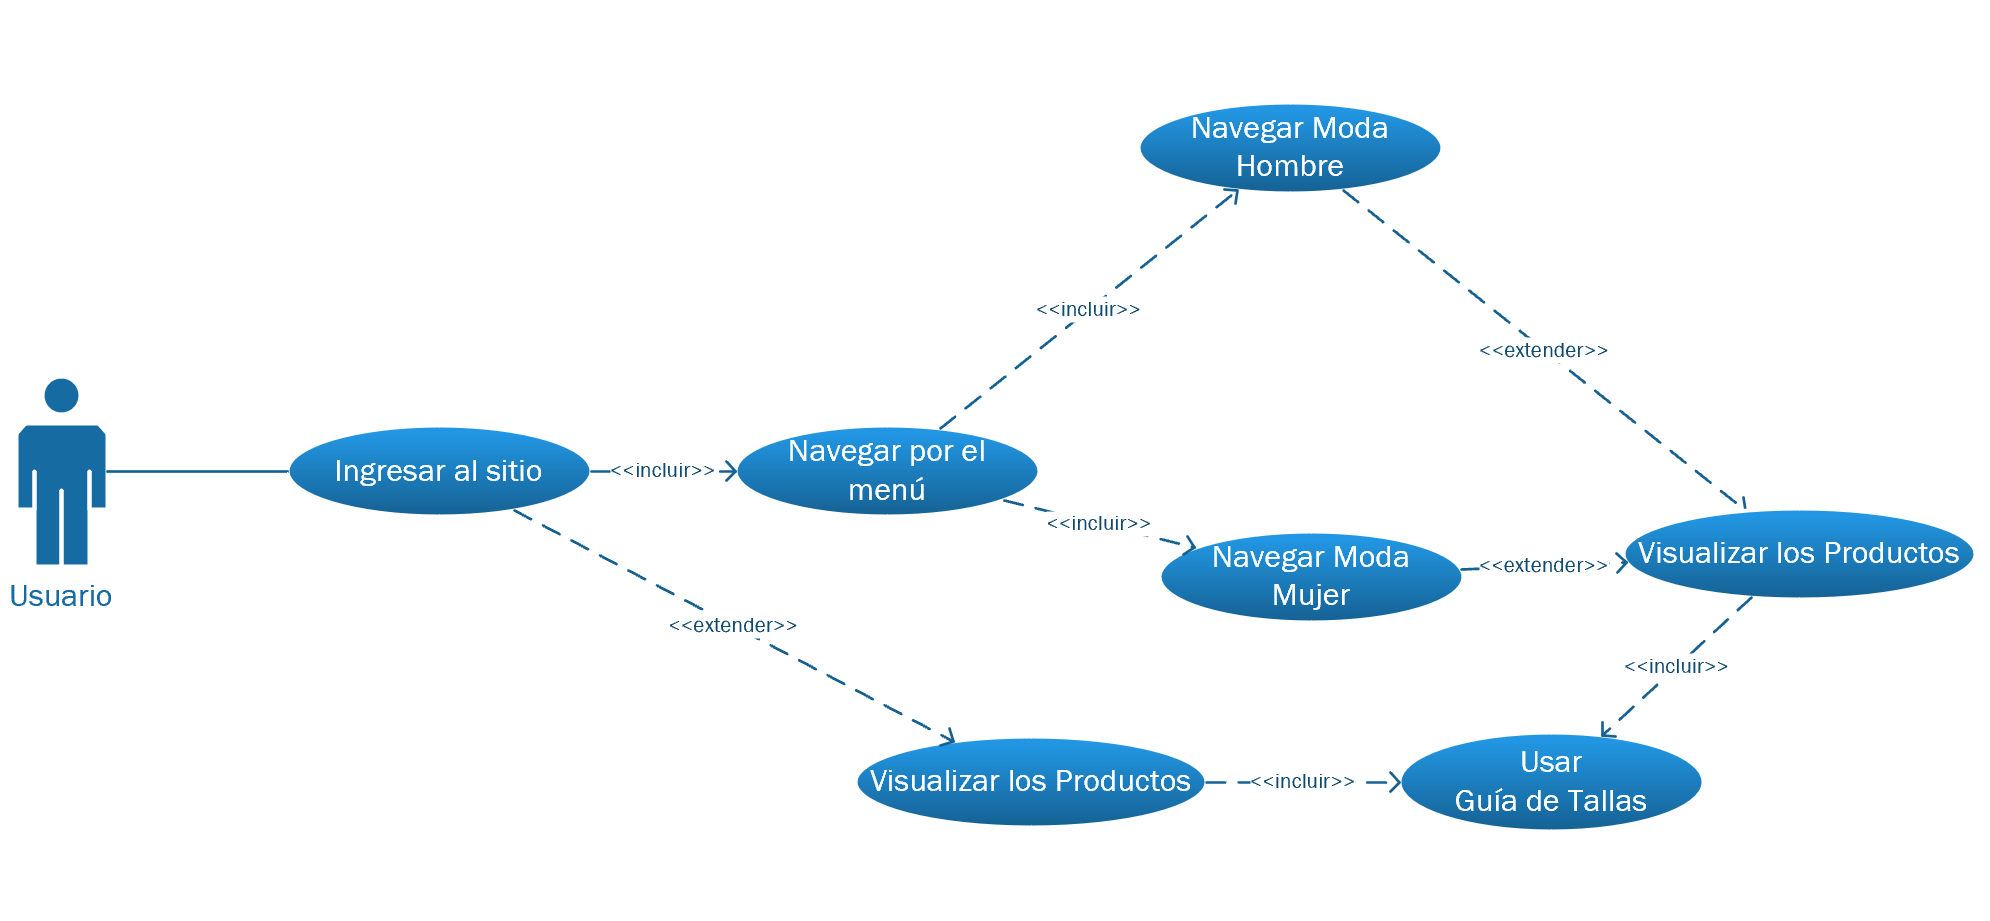 Navegar Moda
Hombre
<<incluir>>
<<extender>>
Usuario
Ingresar al sitio
<<incluir>>
Navegar por el
menú
<<incluir>>
Navegar Moda
Mujer
<<extender>>
Visualizar los Productos
<<extender>>
<<incluir>>
Visualizar los Productos
<<incluir>>
Usar
Guía de Tallas